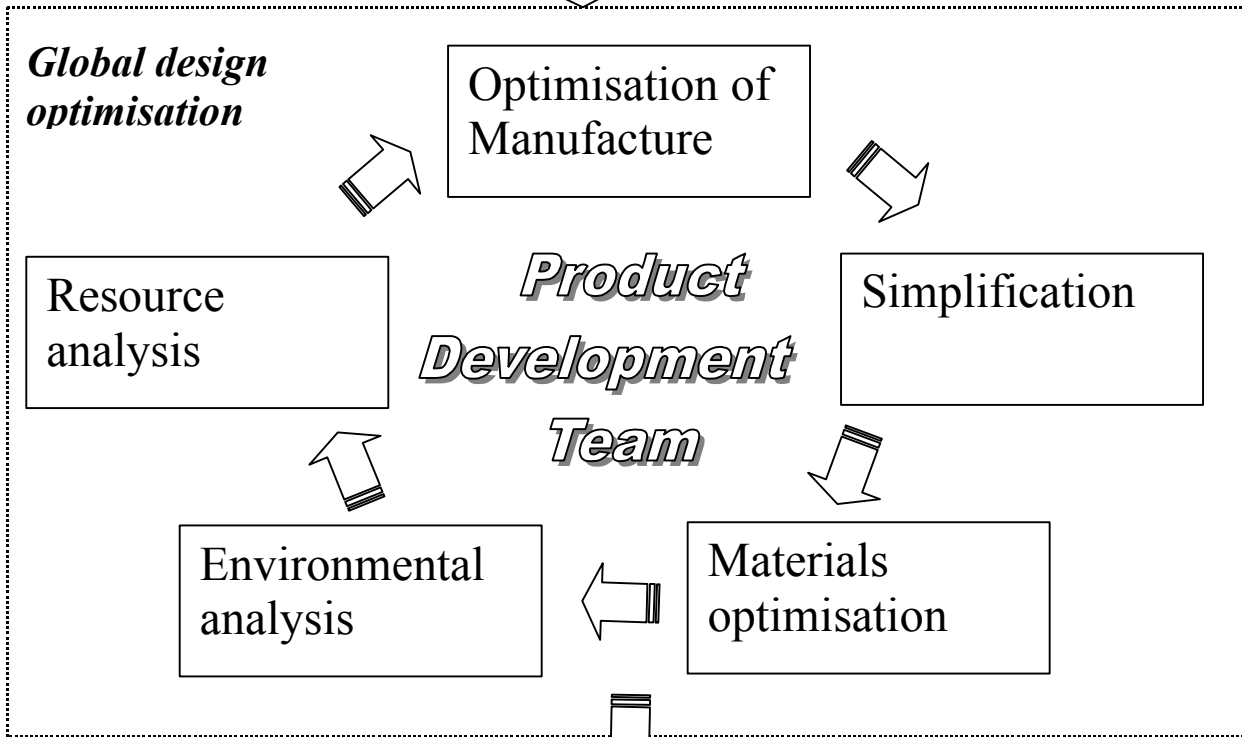 Global design
optimisation
Optimisation of
Manufacture
Resource
analysis
Product
Development
Team
Simplification
Environmental
analysis
Materials
optimisation